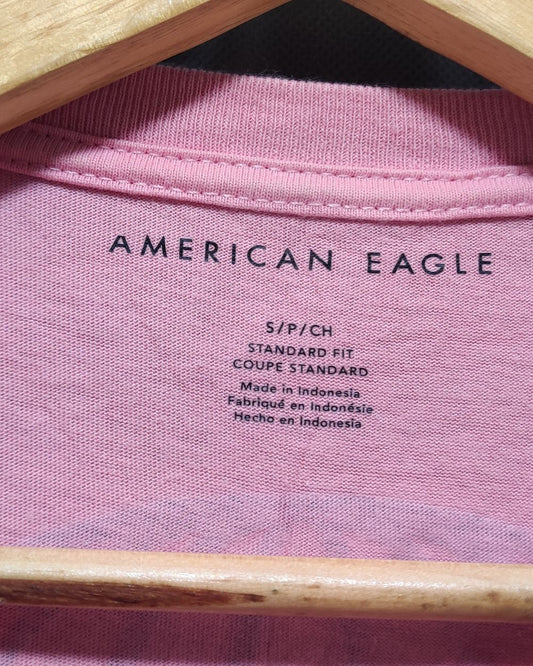 AMERICAN EAGLE
S/P/CH
STANDARD FIT
COUPE STANDARD
Made in Indonesia
Fabriqué en Indonésie
Hecho en Indonesia